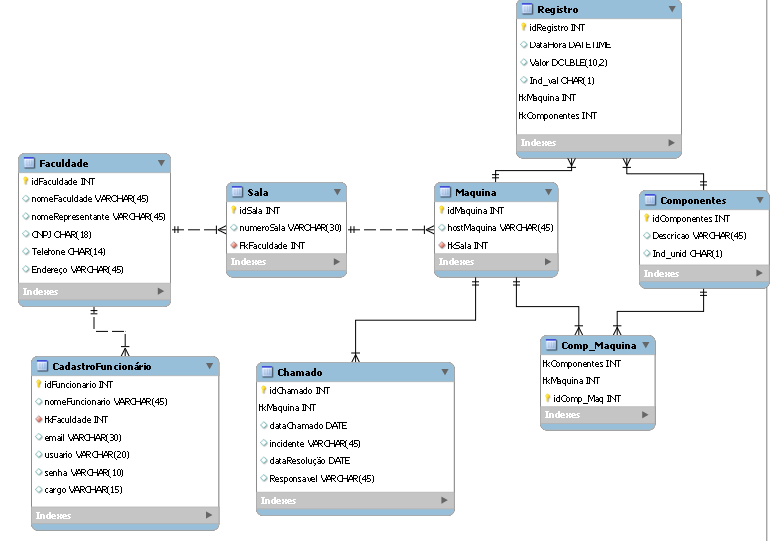 Registro
idRegistro INT
DataHora DATETIME
Valor DOUBLE(10,2)
Ind_val CHAR(1)
fkMaquina INT
fkComponentes INT
Indexes
Faculdade
idFaculdade INT
nomeFaculdade VARCHAR(45)
nomeRepresentante VARCHAR(45)
CNPJ CHAR(18)
Telefone CHAR(14)
Endereço VARCHAR(45)
Indexes
Sala
idSala INT
numeroSala VARCHAR(30)
FkFaculdade INT
Indexes
Maquina
idMaquina INT
hostMaquina VARCHAR(45)
fkSala INT
Indexes
Componentes
idComponentes INT
Descricao VARCHAR(45)
Ind_unid CHAR(1)
Indexes
CadastroFuncionário
idFuncionario INT
nomeFuncionario VARCHAR(45)
fkFaculdade INT
email VARCHAR(30)
usuario VARCHAR(20)
senha VARCHAR(10)
cargo VARCHAR(15)
Indexes
Chamado
idChamado INT
fkMaquina INT
dataChamado DATE
incidente VARCHAR(45)
dataResolução DATE
Responsavel VARCHAR(45)
Indexes
Comp_Maquina
fkComponentes INT
fkMaquina INT
idComp_Maq INT
Indexes